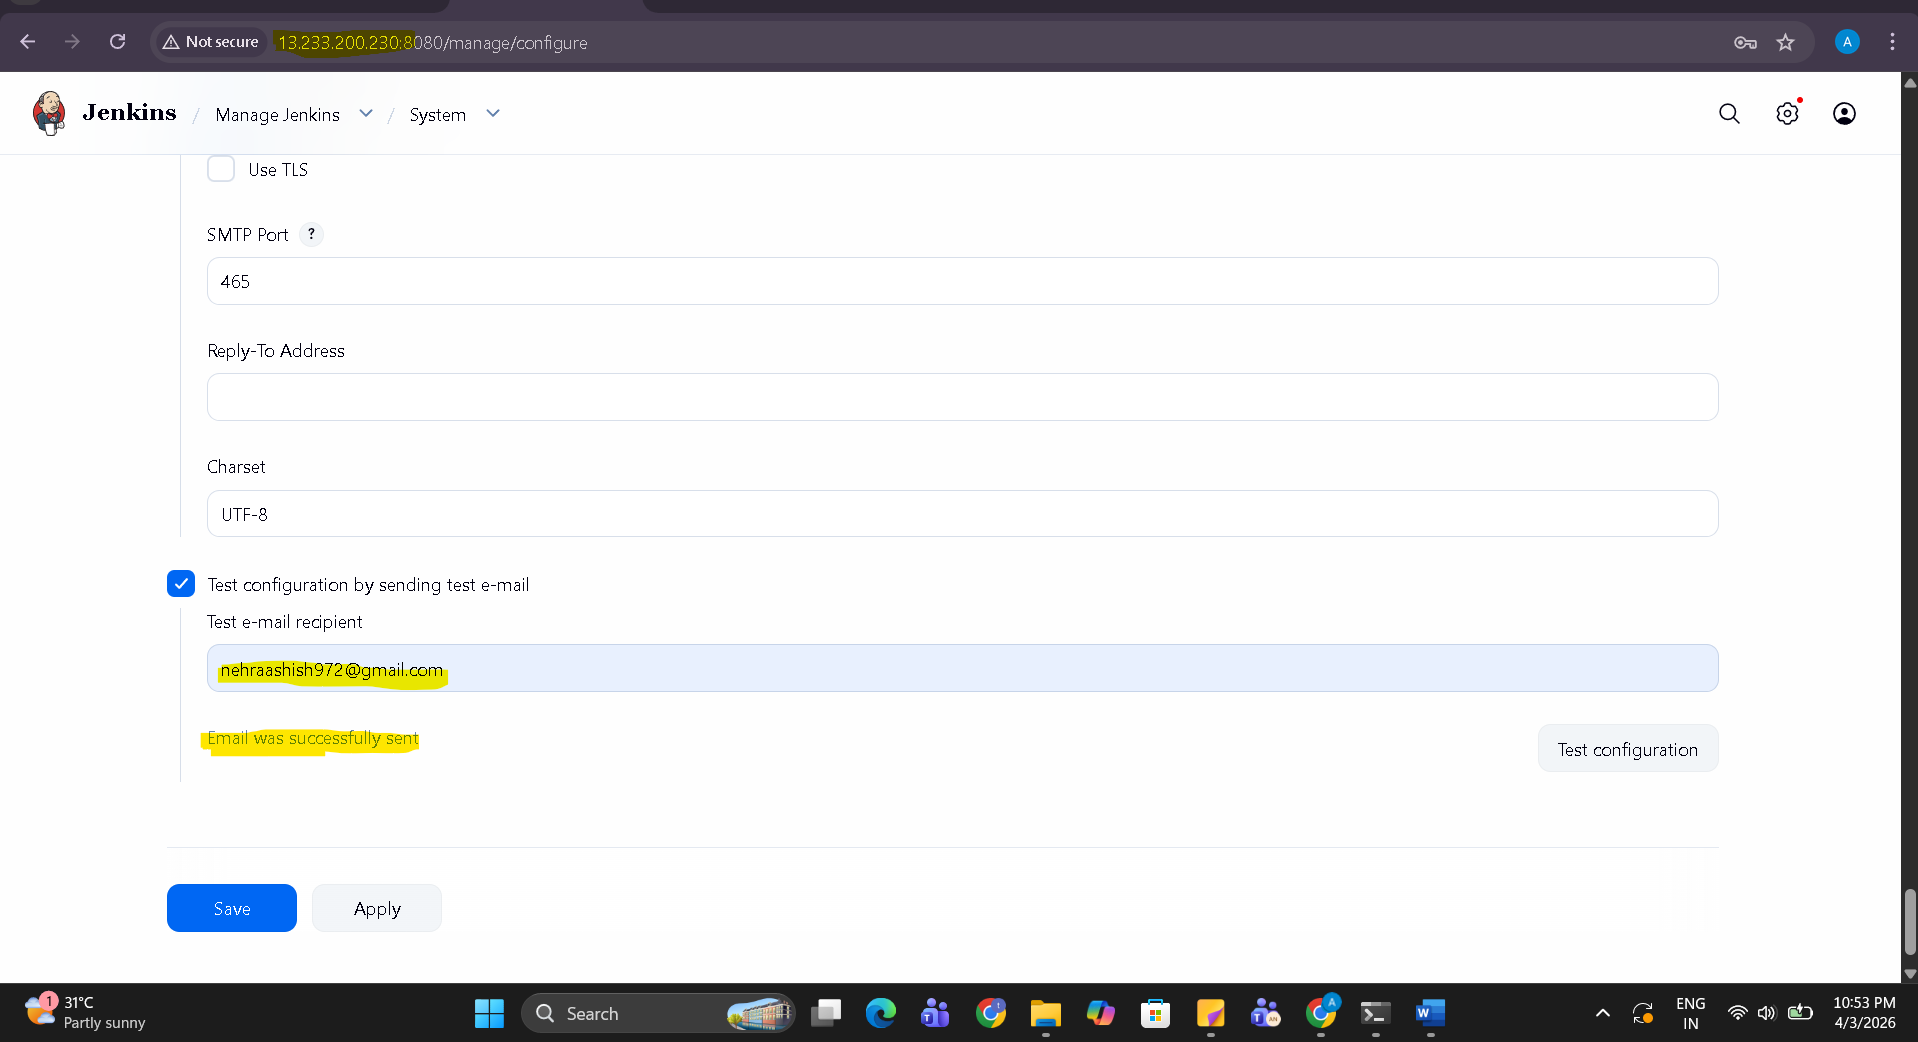 Not secure 13.233.200.230:8080/manage/configure
A
Jenkins / Manage Jenkins / System
Use TLS
SMTP Port ?
465
Reply-To Address
Charset
UTF-8
Test configuration by sending test e-mail
Test e-mail recipient
nehraashish972@gmail.com
Email was successfully sent
Test configuration
Save
Apply
1
31°C
Partly sunny
Search
A
ENG
IN
10:53 PM
4/3/2026